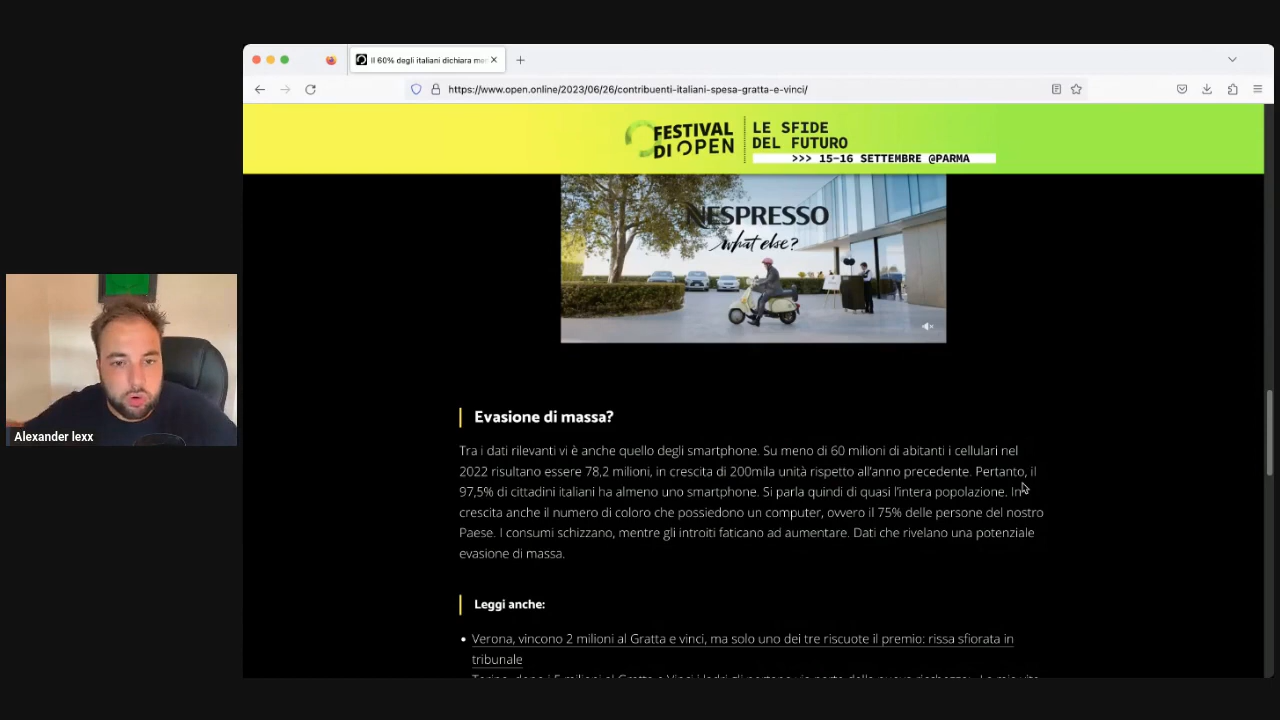 Il 60% degli italiani dichiara me
https://www.open.online/2023/06/26/contribuenti-italiani-spesa-gratta-e-vinci/
FESTIVAL
DI OPEN
LE SFIDE
DEL FUTURO
>>> 15-16 SETTEMBRE @PARMA
NESPRESSO
what else?
Evasione di massa?
Tra i dati rilevanti vi è anche quello degli smartphone. Su meno di 60 milioni di abitanti i cellulari nel
2022 risultano essere 78,2 milioni, in crescita di 200mila unità rispetto all'anno precedente. Pertanto, il
97,5% di cittadini italiani ha almeno uno smartphone. Si parla quindi di quasi l'intera popolazione. In
crescita anche il numero di coloro che possiedono un computer, ovvero il 75% delle persone del nostro
Paese. I consumi schizzano, mentre gli introiti faticano ad aumentare. Dati che rivelano una potenziale
evasione di massa.
Leggi anche:
• Verona, vincono 2 milioni al Gratta e vinci, ma solo uno dei tre riscuote il premio: rissa sfiorata in
tribunale
Alexander lexx